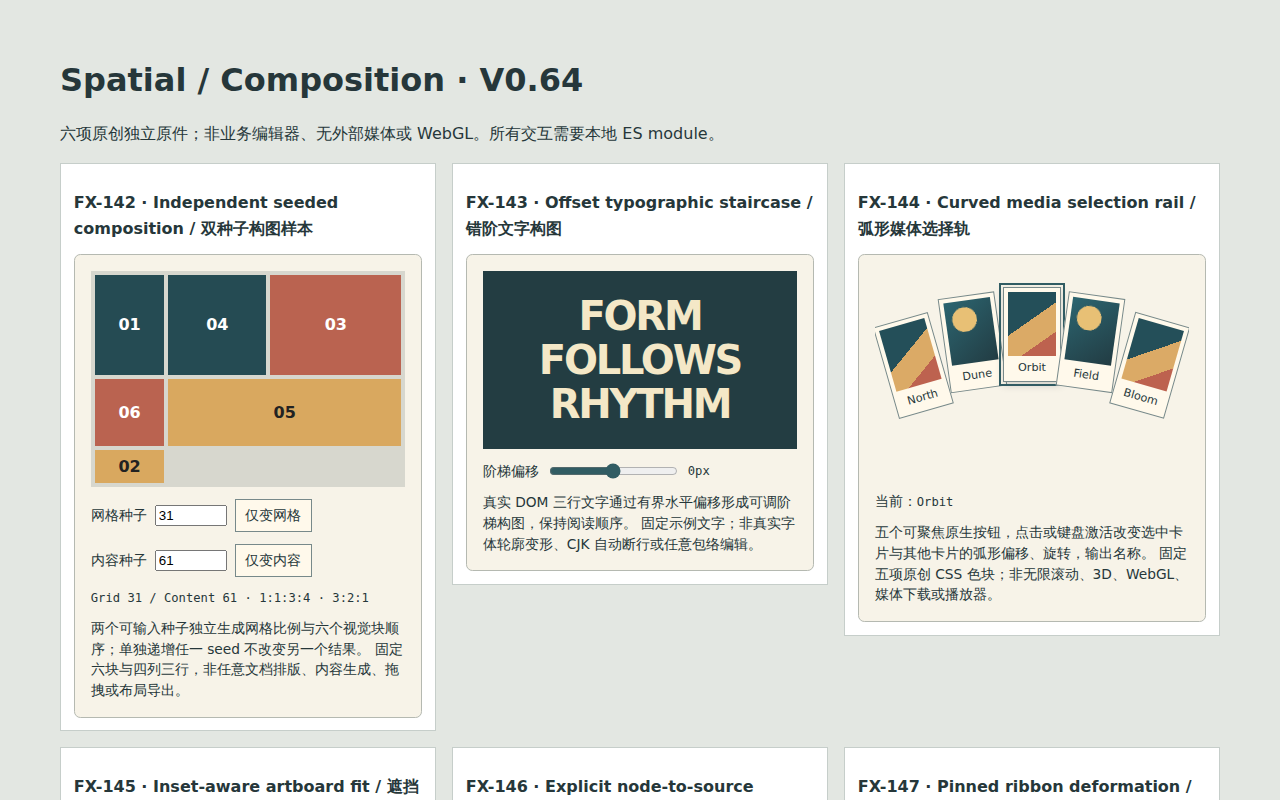 Spatial / Composition · V0.64
六项原创独立原件；非业务编辑器、无外部媒体或 WebGL。所有交互需要本地 ES module。
FX-142 · Independent seeded
composition / 双种子构图样本
01
04
03
06
05
02
网格种子 31 仅变网格
内容种子 61 仅变内容
Grid 31 / Content 61 · 1:1:3:4 · 3:2:1
两个可输入种子独立生成网格比例与六个视觉块顺
序；单独递增任一 seed 不改变另一个结果。 固定
六块与四列三行，非任意文档排版、内容生成、拖
拽或布局导出。
FX-143 · Offset typographic staircase /
错阶文字构图
FORM
FOLLOWS
RHYTHM
阶梯偏移 0px
真实 DOM 三行文字通过有界水平偏移形成可调阶
梯构图，保持阅读顺序。 固定示例文字；非真实字
体轮廓变形、CJK 自动断行或任意包络编辑。
FX-144 · Curved media selection rail /
弧形媒体选择轨
North
Dune
Orbit
Field
Bloom
当前：Orbit
五个可聚焦原生按钮，点击或键盘激活改变选中卡
片与其他卡片的弧形偏移、旋转，输出名称。 固定
五项原创 CSS 色块；非无限滚动、3D、WebGL、
媒体下载或播放器。
FX-145 · Inset-aware artboard fit / 遮挡
FX-146 · Explicit node-to-source
FX-147 · Pinned ribbon deformation /